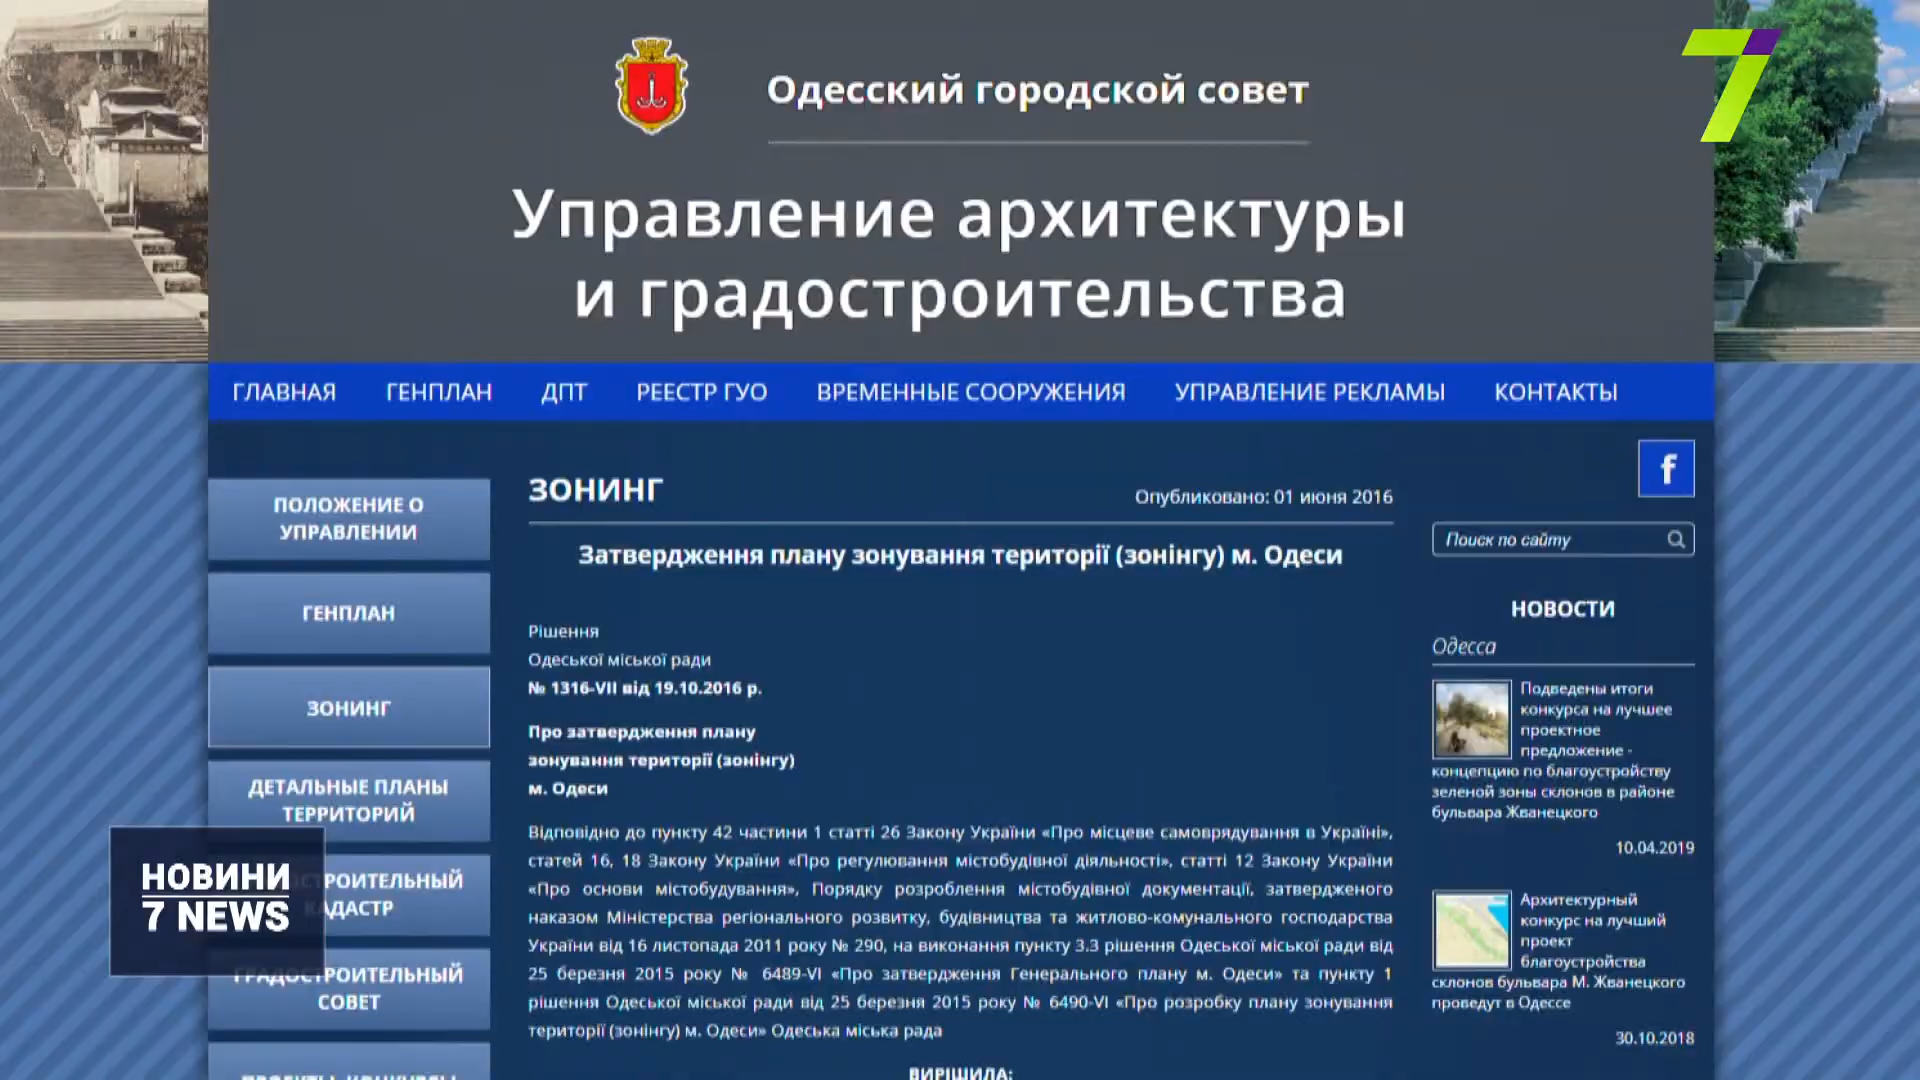 Одесский городской совет
7
Управление архитектуры
и градостроительства
ГЛАВНАЯ ГЕНПЛАН ДПТ РЕЕСТР ГУО ВРЕМЕННЫЕ СООРУЖЕНИЯ УПРАВЛЕНИЕ РЕКЛАМЫ КОНТАКТЫ
ПОЛОЖЕНИЕ О
УПРАВЛЕНИИ
ГЕНПЛАН
ЗОНИНГ
ДЕТАЛЬНЫЕ ПЛАНЫ
ТЕРРИТОРИЙ
ГРАДОСТРОИТЕЛЬНЫЙ
СОВЕТ
НОВИНИ
7 NEWS
ЗОНИНГ
Опубликовано: 01 июня 2016
Затвердження плану зонування території (зонінгу) м. Одеси
Рішення
Одеської міської ради
№ 1316-VII від 19.10.2016 р.
Про затвердження плану
зонування території (зонінгу)
м. Одеси
Відповідно до пункту 42 частини 1 статті 26 Закону України «Про місцеве самоврядування в Україні»,
статей 16, 18 Закону України «Про регулювання містобудівної діяльності», статті 12 Закону України
«Про основи містобудування», Порядку розроблення містобудівної документації, затвердженого
наказом Міністерства регіонального розвитку, будівництва та житлово-комунального господарства
України від 16 листопада 2011 року № 290, на виконання пункту 3.3 рішення Одеської міської ради від
25 березня 2015 року № 6489-VI «Про затвердження Генерального плану м. Одеси» та пункту 1
рішення Одеської міської ради від 25 березня 2015 року № 6490-VI «Про розробку плану зонування
території (зонінгу) м. Одеси» Одеська міська рада
ВИРІШИЛА:
f
Поиск по сайту
НОВОСТИ
Одесса
Подведены итоги
конкурса на лучшее
проектное
предложение -
концепцию по благоустройству
зеленой зоны склонов в районе
бульвара Жванецкого
10.04.2019
Архитектурный
конкурс на лучший
проект
благоустройства
склонов бульвара М. Жванецкого
проведут в Одессе
30.10.2018